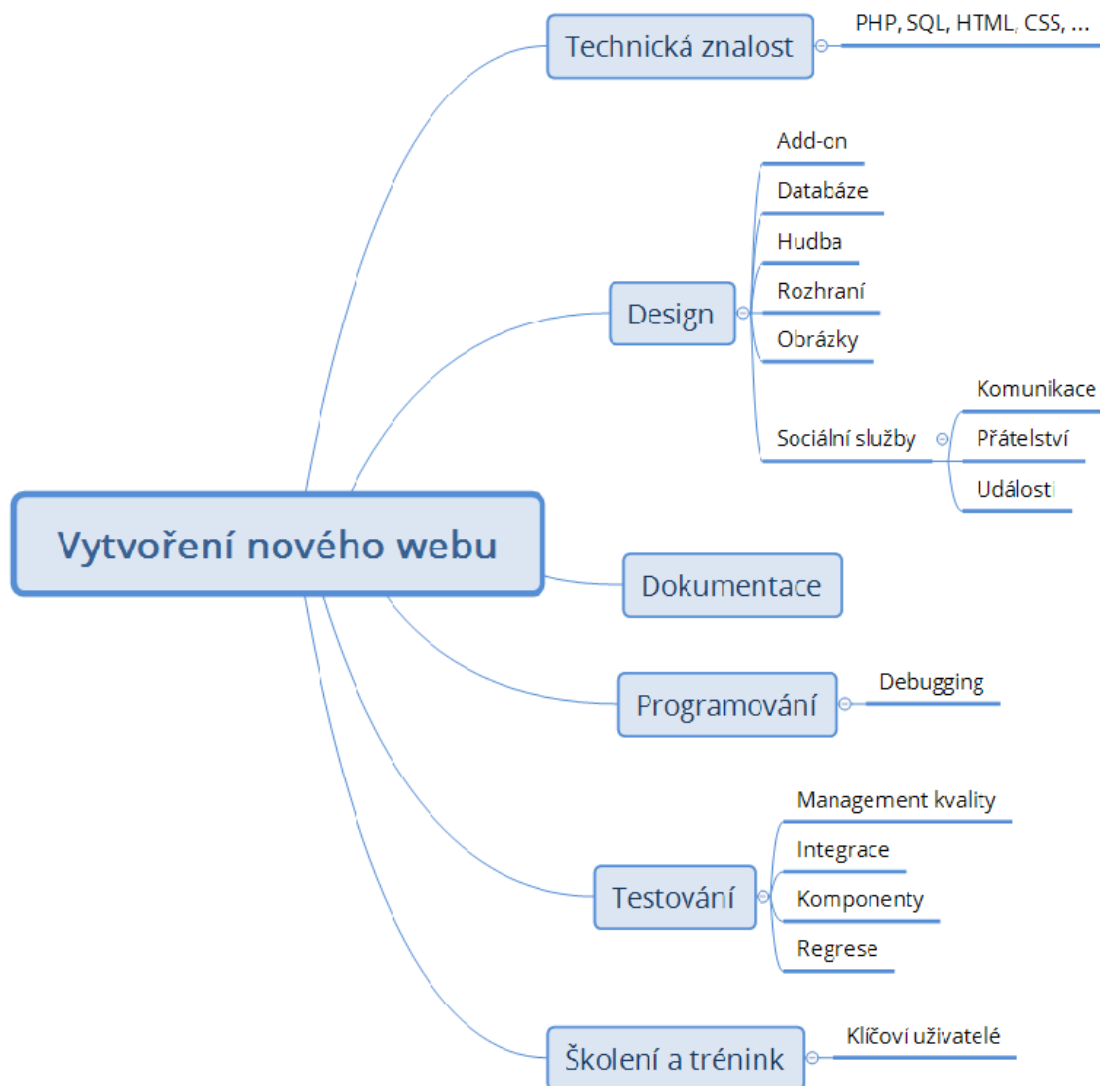 Technická znalost
PHP, SQL, HTML, CSS, ...
Design
Add-on
Databáze
Hudba
Rozhraní
Obrázky
Sociální služby
Komunikace
Přátelství
Události
Vytvoření nového webu
Dokumentace
Programování
Debugging
Testování
Management kvality
Integrace
Komponenty
Regrese
Školení a trénink
Klíčoví uživatelé